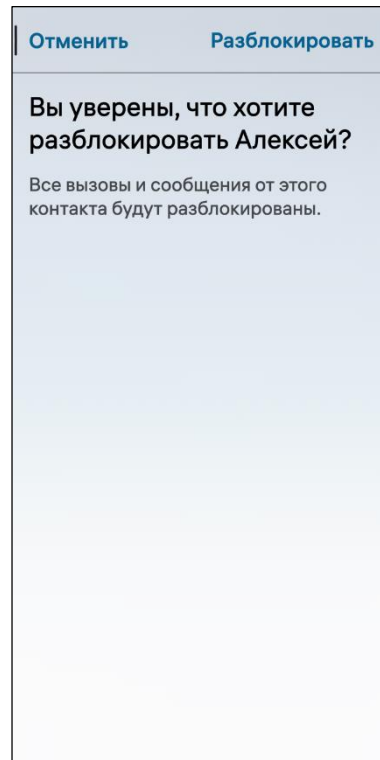 Отменить Разблокировать
Вы уверены, что хотите
разблокировать Алексей?
Все вызовы и сообщения от этого
контакта будут разблокированы.